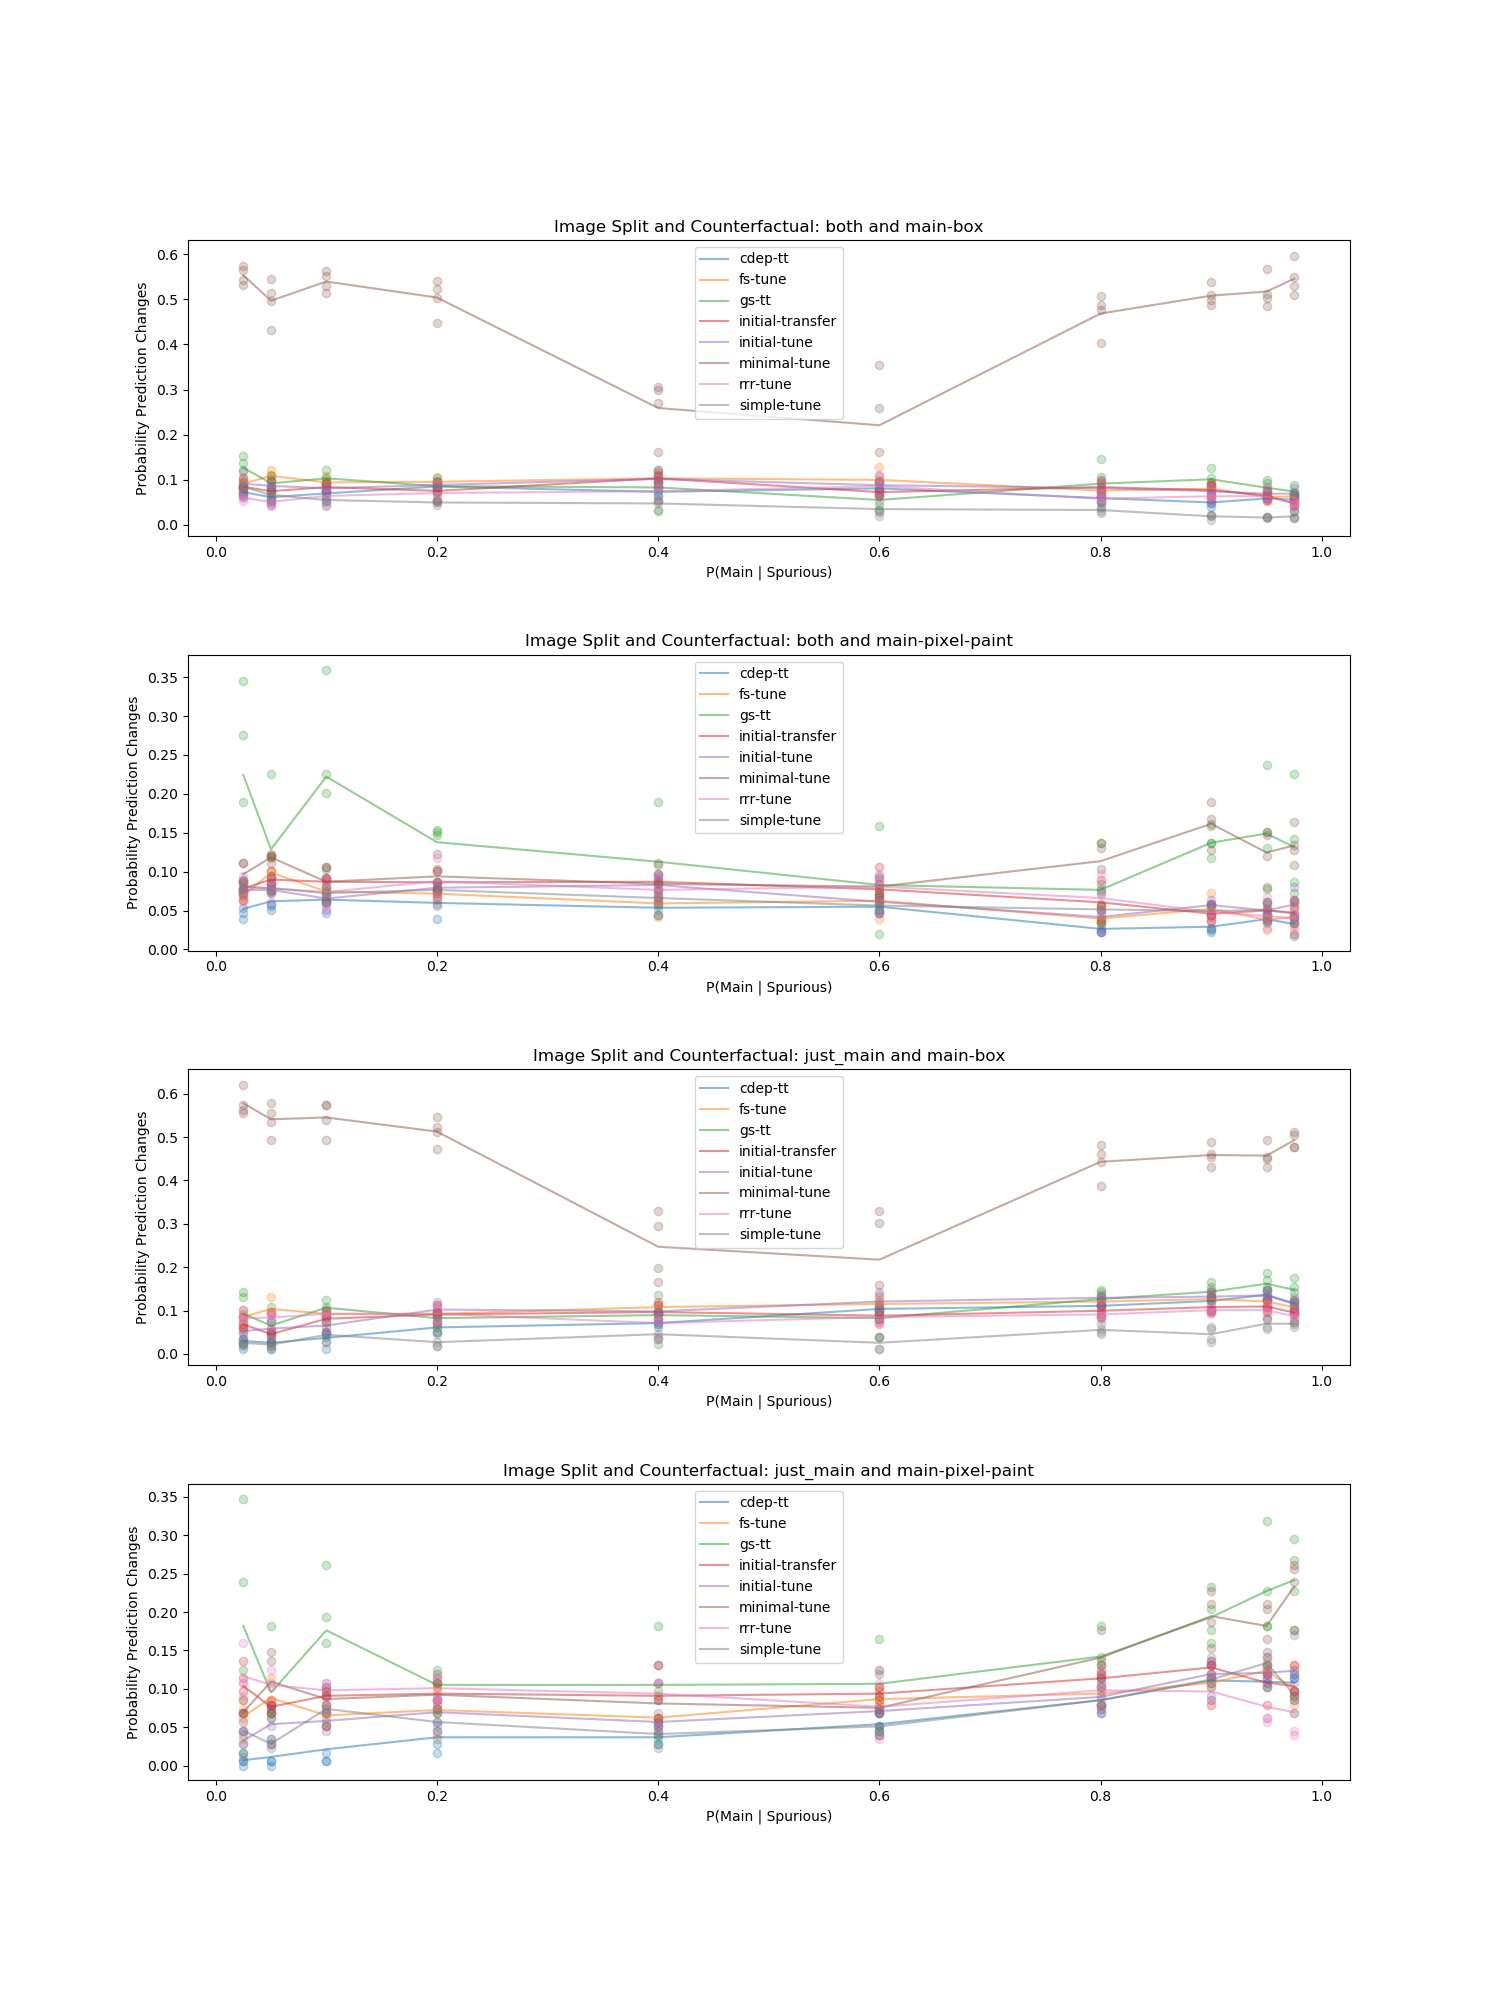 Image Split and Counterfactual: both and main-box
0.6
0.5
0.4
0.3
0.2
0.1
0.0
Probability Prediction Changes
cdep-tt
fs-tune
gs-tt
initial-transfer
initial-tune
minimal-tune
rrr-tune
simple-tune
0.0 0.2 0.4 0.6 0.8 1.0
P(Main | Spurious)
Image Split and Counterfactual: both and main-pixel-paint
0.35
0.30
0.25
0.20
0.15
0.10
0.05
0.00
Probability Prediction Changes
cdep-tt
fs-tune
gs-tt
initial-transfer
initial-tune
minimal-tune
rrr-tune
simple-tune
0.0 0.2 0.4 0.6 0.8 1.0
P(Main | Spurious)
Image Split and Counterfactual: just_main and main-box
0.6
0.5
0.4
0.3
0.2
0.1
0.0
Probability Prediction Changes
cdep-tt
fs-tune
gs-tt
initial-transfer
initial-tune
minimal-tune
rrr-tune
simple-tune
0.0 0.2 0.4 0.6 0.8 1.0
P(Main | Spurious)
Image Split and Counterfactual: just_main and main-pixel-paint
0.35
0.30
0.25
0.20
0.15
0.10
0.05
0.00
Probability Prediction Changes
cdep-tt
fs-tune
gs-tt
initial-transfer
initial-tune
minimal-tune
rrr-tune
simple-tune
0.0 0.2 0.4 0.6 0.8 1.0
P(Main | Spurious)